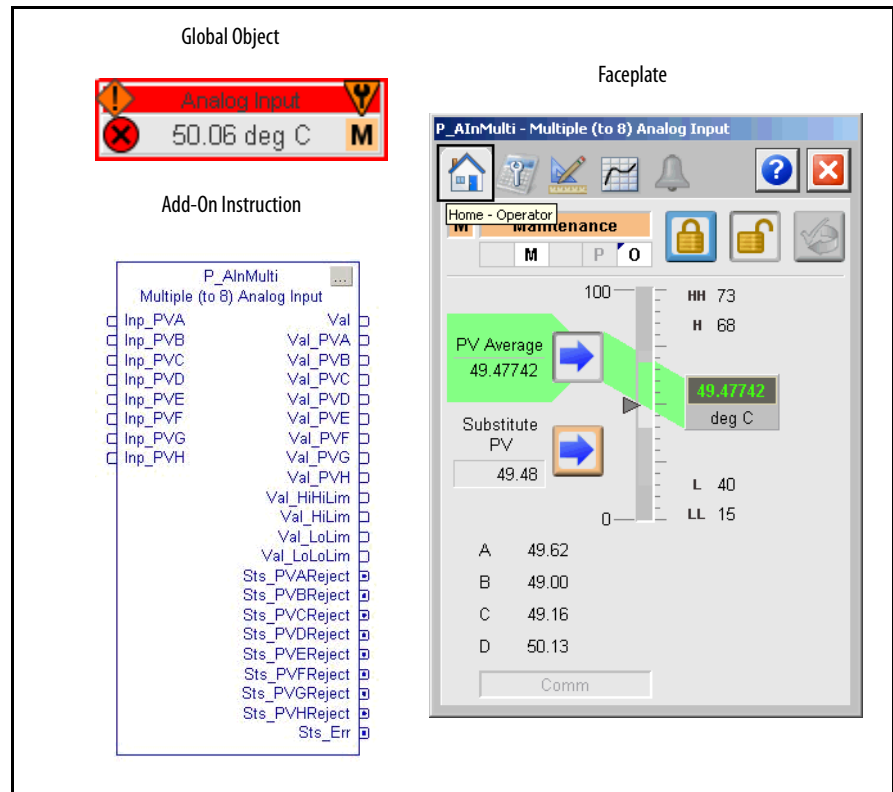 Global Object
Analog Input
50.06 deg C M
Add-On Instruction
P_AInMulti ...
Multiple (to 8) Analog Input
Inp_PVA Val
Inp_PVB Val_PVA
Inp_PVC Val_PVB
Inp_PVD Val_PVC
Inp_PVE Val_PVD
Inp_PVF Val_PVE
Inp_PVG Val_PVF
Inp_PVH Val_PVG
Val_PVH
Val_HiHiLim
Val_HiLim
Val_LoLim
Val_LoLoLim
Sts_PVAReject
Sts_PVBReject
Sts_PVCReject
Sts_PVDReject
Sts_PVEReject
Sts_PVFReject
Sts_PVGReject
Sts_PVHReject
Sts_Err
Faceplate
P_AInMulti - Multiple (to 8) Analog Input
Home - Operator
M Maintenance
M P O
100 HH 73
H 68
PV Average
49.47742
49.47742
deg C
Substitute
PV
49.48
L 40
0 LL 15
A 49.62
B 49.00
C 49.16
D 50.13
Comm